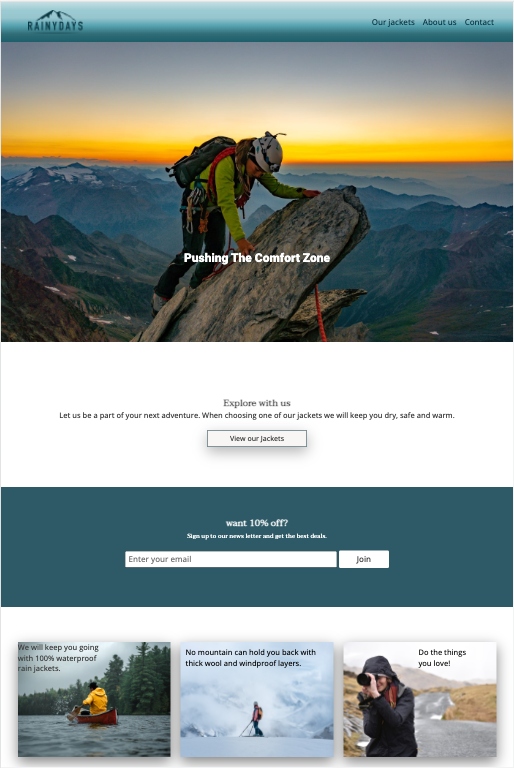 RAINYDAYS
Our jackets About us Contact
Pushing The Comfort Zone
Explore with us
Let us be a part of your next adventure. When choosing one of our jackets we will keep you dry, safe and warm.
View our Jackets
want 10% off?
Sign up to our news letter and get the best deals.
Enter your email Join
We will keep you going
with 100% waterproof
rain jackets.
No mountain can hold you back with
thick wool and windproof layers.
Do the things
you love!